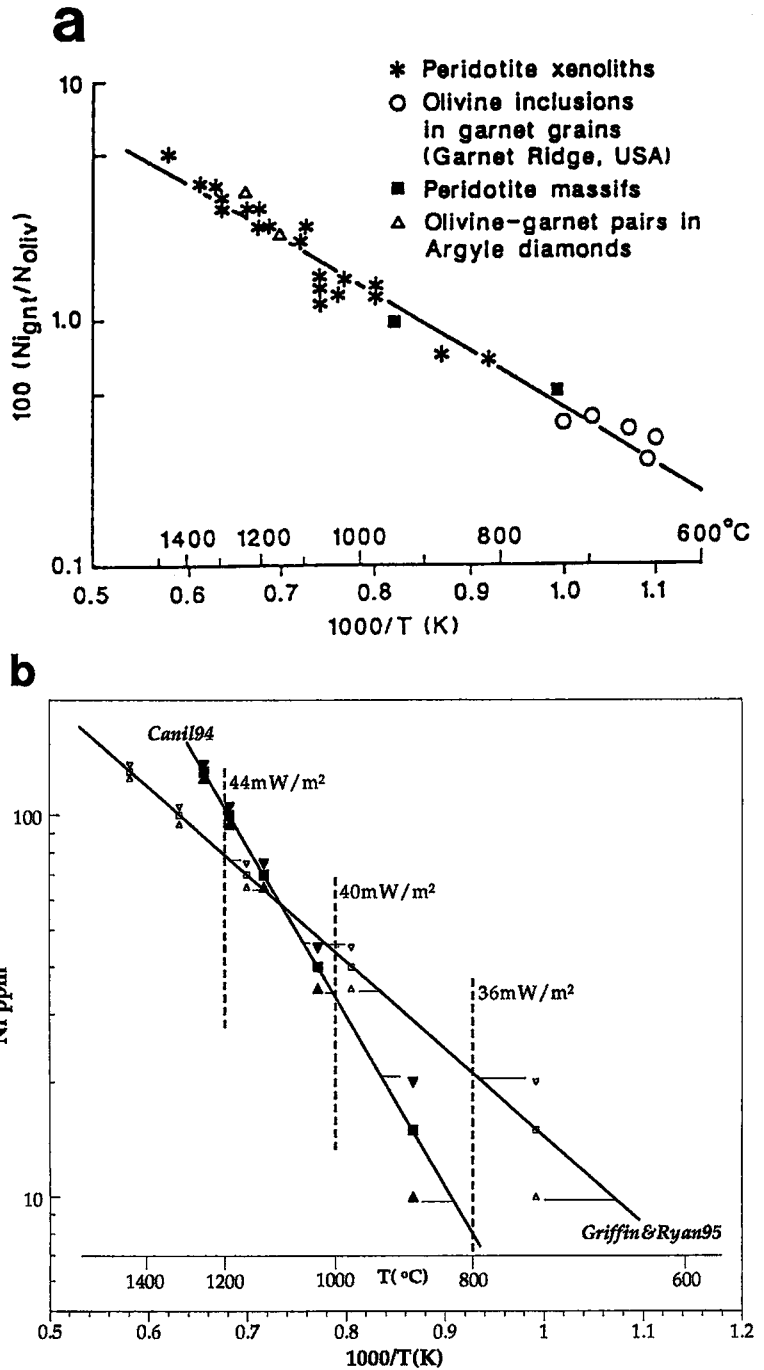 a
* Peridotite xenoliths
○ Olivine inclusions
in garnet grains
(Garnet Ridge, USA)
■ Peridotite massifs
△ Olivine-garnet pairs in
Argyle diamonds
10
1.0
0.1
100 (Nignt/Noliv)
1400 1200 1000 800 600°C
0.5 0.6 0.7 0.8 0.9 1.0 1.1
1000/T (K)
b
Canil94
44mW/m²
40mW/m²
36mW/m²
Griffin&Ryan95
100
10
Ni ppm
1400 1200 1000 T(°C) 800 600
0.5 0.6 0.7 0.8 0.9 1 1.1 1.2
1000/T(K)